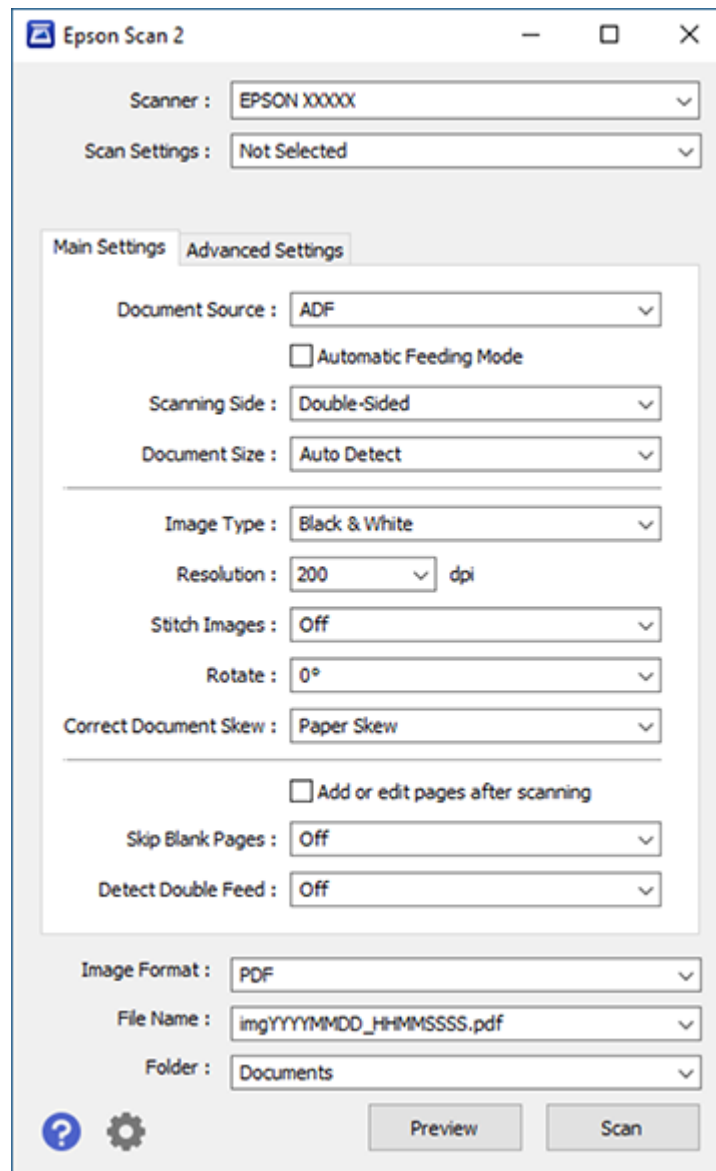 Epson Scan 2
Scanner : EPSON XXXXX
Scan Settings : Not Selected
Main Settings Advanced Settings
Document Source : ADF
Automatic Feeding Mode
Scanning Side : Double-Sided
Document Size : Auto Detect
Image Type : Black & White
Resolution : 200 dpi
Stitch Images : Off
Rotate : 0°
Correct Document Skew : Paper Skew
Add or edit pages after scanning
Skip Blank Pages : Off
Detect Double Feed : Off
Image Format : PDF
File Name : imgYYYYMMDD_HHMMSSSS.pdf
Folder : Documents
? Preview Scan